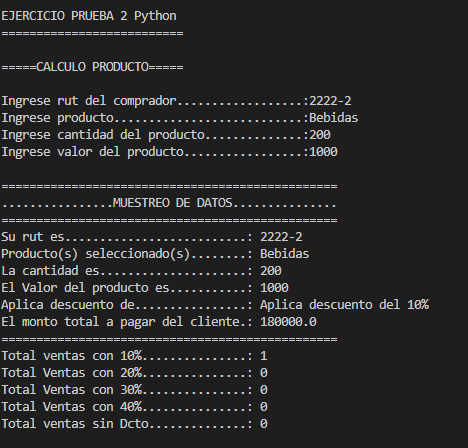 EJERCICIO PRUEBA 2 Python
==========================
=====CALCULO PRODUCTO=====
Ingrese rut del comprador..................:2222-2
Ingrese producto...........................:Bebidas
Ingrese cantidad del producto..............:200
Ingrese valor del producto.................:1000
================================================
................MUESTREO DE DATOS...............
================================================
Su rut es..........................: 2222-2
Producto(s) seleccionado(s)........: Bebidas
La cantidad es.....................: 200
El Valor del producto es...........: 1000
Aplica descuento de................: Aplica descuento del 10%
El monto total a pagar del cliente.: 180000.0
================================================
Total ventas con 10%...............: 1
Total Ventas con 20%...............: 0
Total Ventas con 30%...............: 0
Total Ventas con 40%...............: 0
Total ventas sin Dcto..............: 0